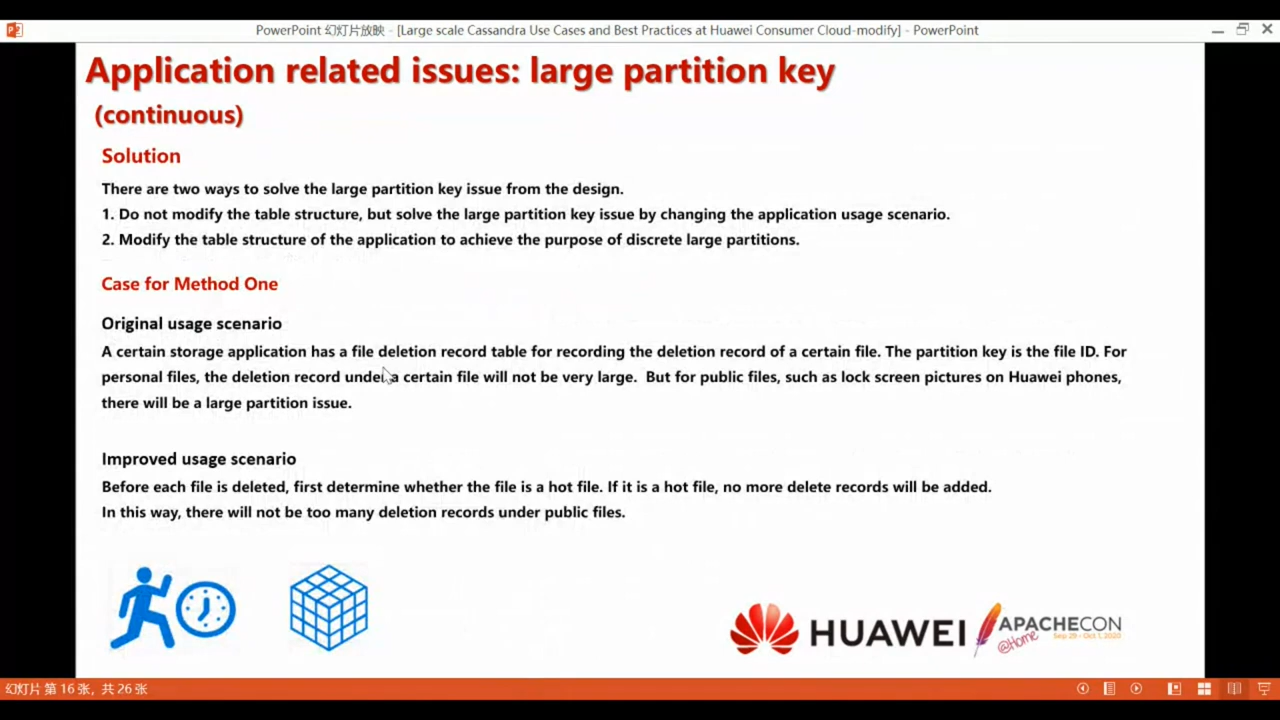 PowerPoint 幻灯片放映 - [Large scale Cassandra Use Cases and Best Practices at Huawei Consumer Cloud-modify] - PowerPoint
Application related issues: large partition key
(continuous)
Solution
There are two ways to solve the large partition key issue from the design.
1. Do not modify the table structure, but solve the large partition key issue by changing the application usage scenario.
2. Modify the table structure of the application to achieve the purpose of discrete large partitions.
Case for Method One
Original usage scenario
A certain storage application has a file deletion record table for recording the deletion record of a certain file. The partition key is the file ID. For
personal files, the deletion record under a certain file will not be very large. But for public files, such as lock screen pictures on Huawei phones,
there will be a large partition issue.
Improved usage scenario
Before each file is deleted, first determine whether the file is a hot file. If it is a hot file, no more delete records will be added.
In this way, there will not be too many deletion records under public files.
HUAWEI
APACHECON
@Home
Sep 29 - Oct 1, 2020
幻灯片 第 16 张，共 26 张